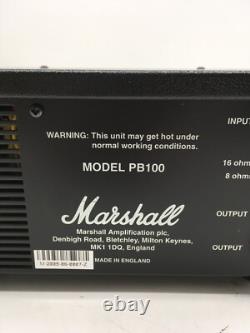 WARNING: This unit may get hot under
normal working conditions.
INPUT
MODEL PB100
16 ohm
8 ohm
Marshall
Marshall Amplification plc.
Denbigh Road, Bletchley, Milton Keynes,
MK1 1DQ, England
OUTPUT
OUTPUT
MADE IN ENGLAND